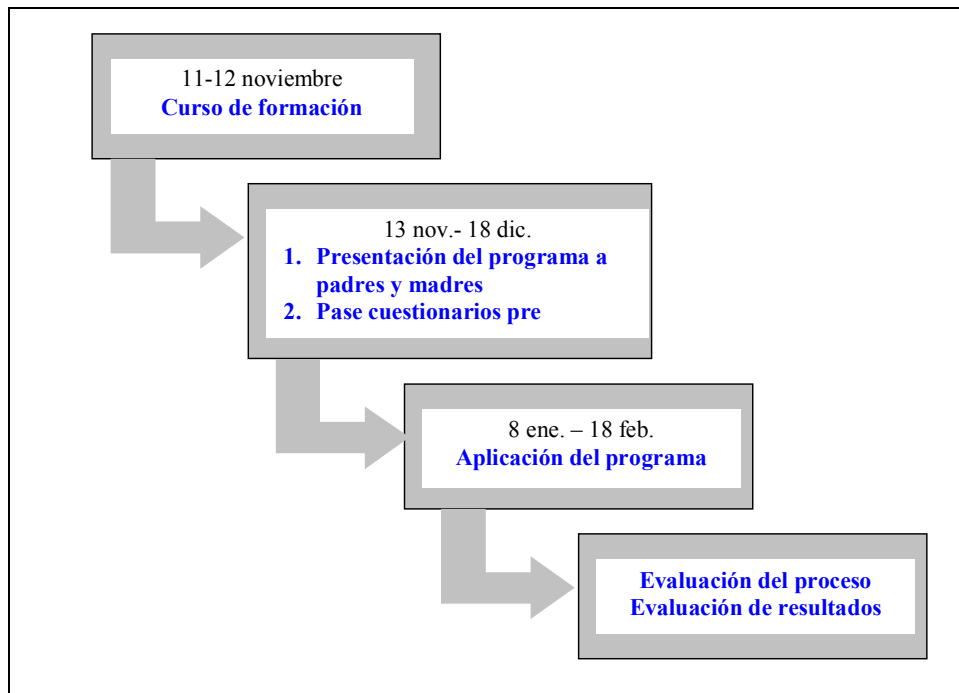 11-12 noviembre
Curso de formación
13 nov.- 18 dic.
1. Presentación del programa a
padres y madres
2. Pase cuestionarios pre
8 ene. – 18 feb.
Aplicación del programa
Evaluación del proceso
Evaluación de resultados